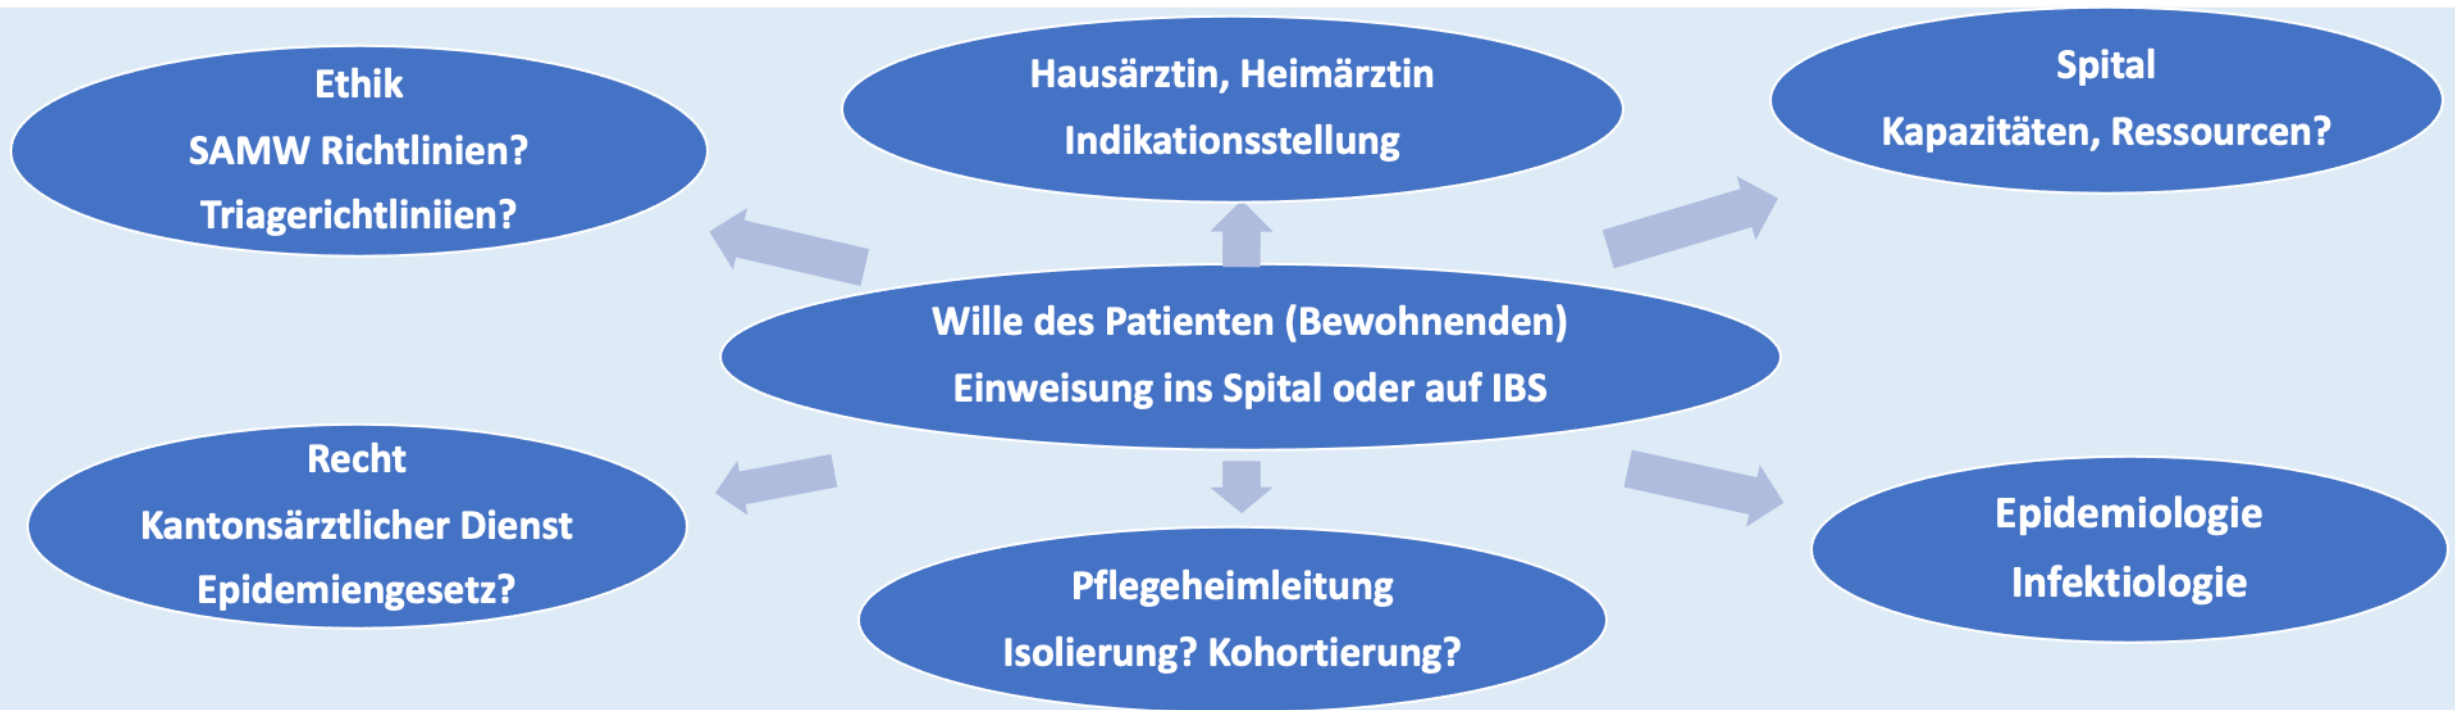 Ethik
SAMW Richtlinien?
Triagerichtliniien?
Hausärztin, Heimärztin
Indikationsstellung
Spital
Kapazitäten, Ressourcen?
Wille des Patienten (Bewohnenden)
Einweisung ins Spital oder auf IBS
Recht
Kantonsärztlicher Dienst
Epidemiengesetz?
Pflegeheimleitung
Isolierung? Kohortierung?
Epidemiologie
Infektiologie